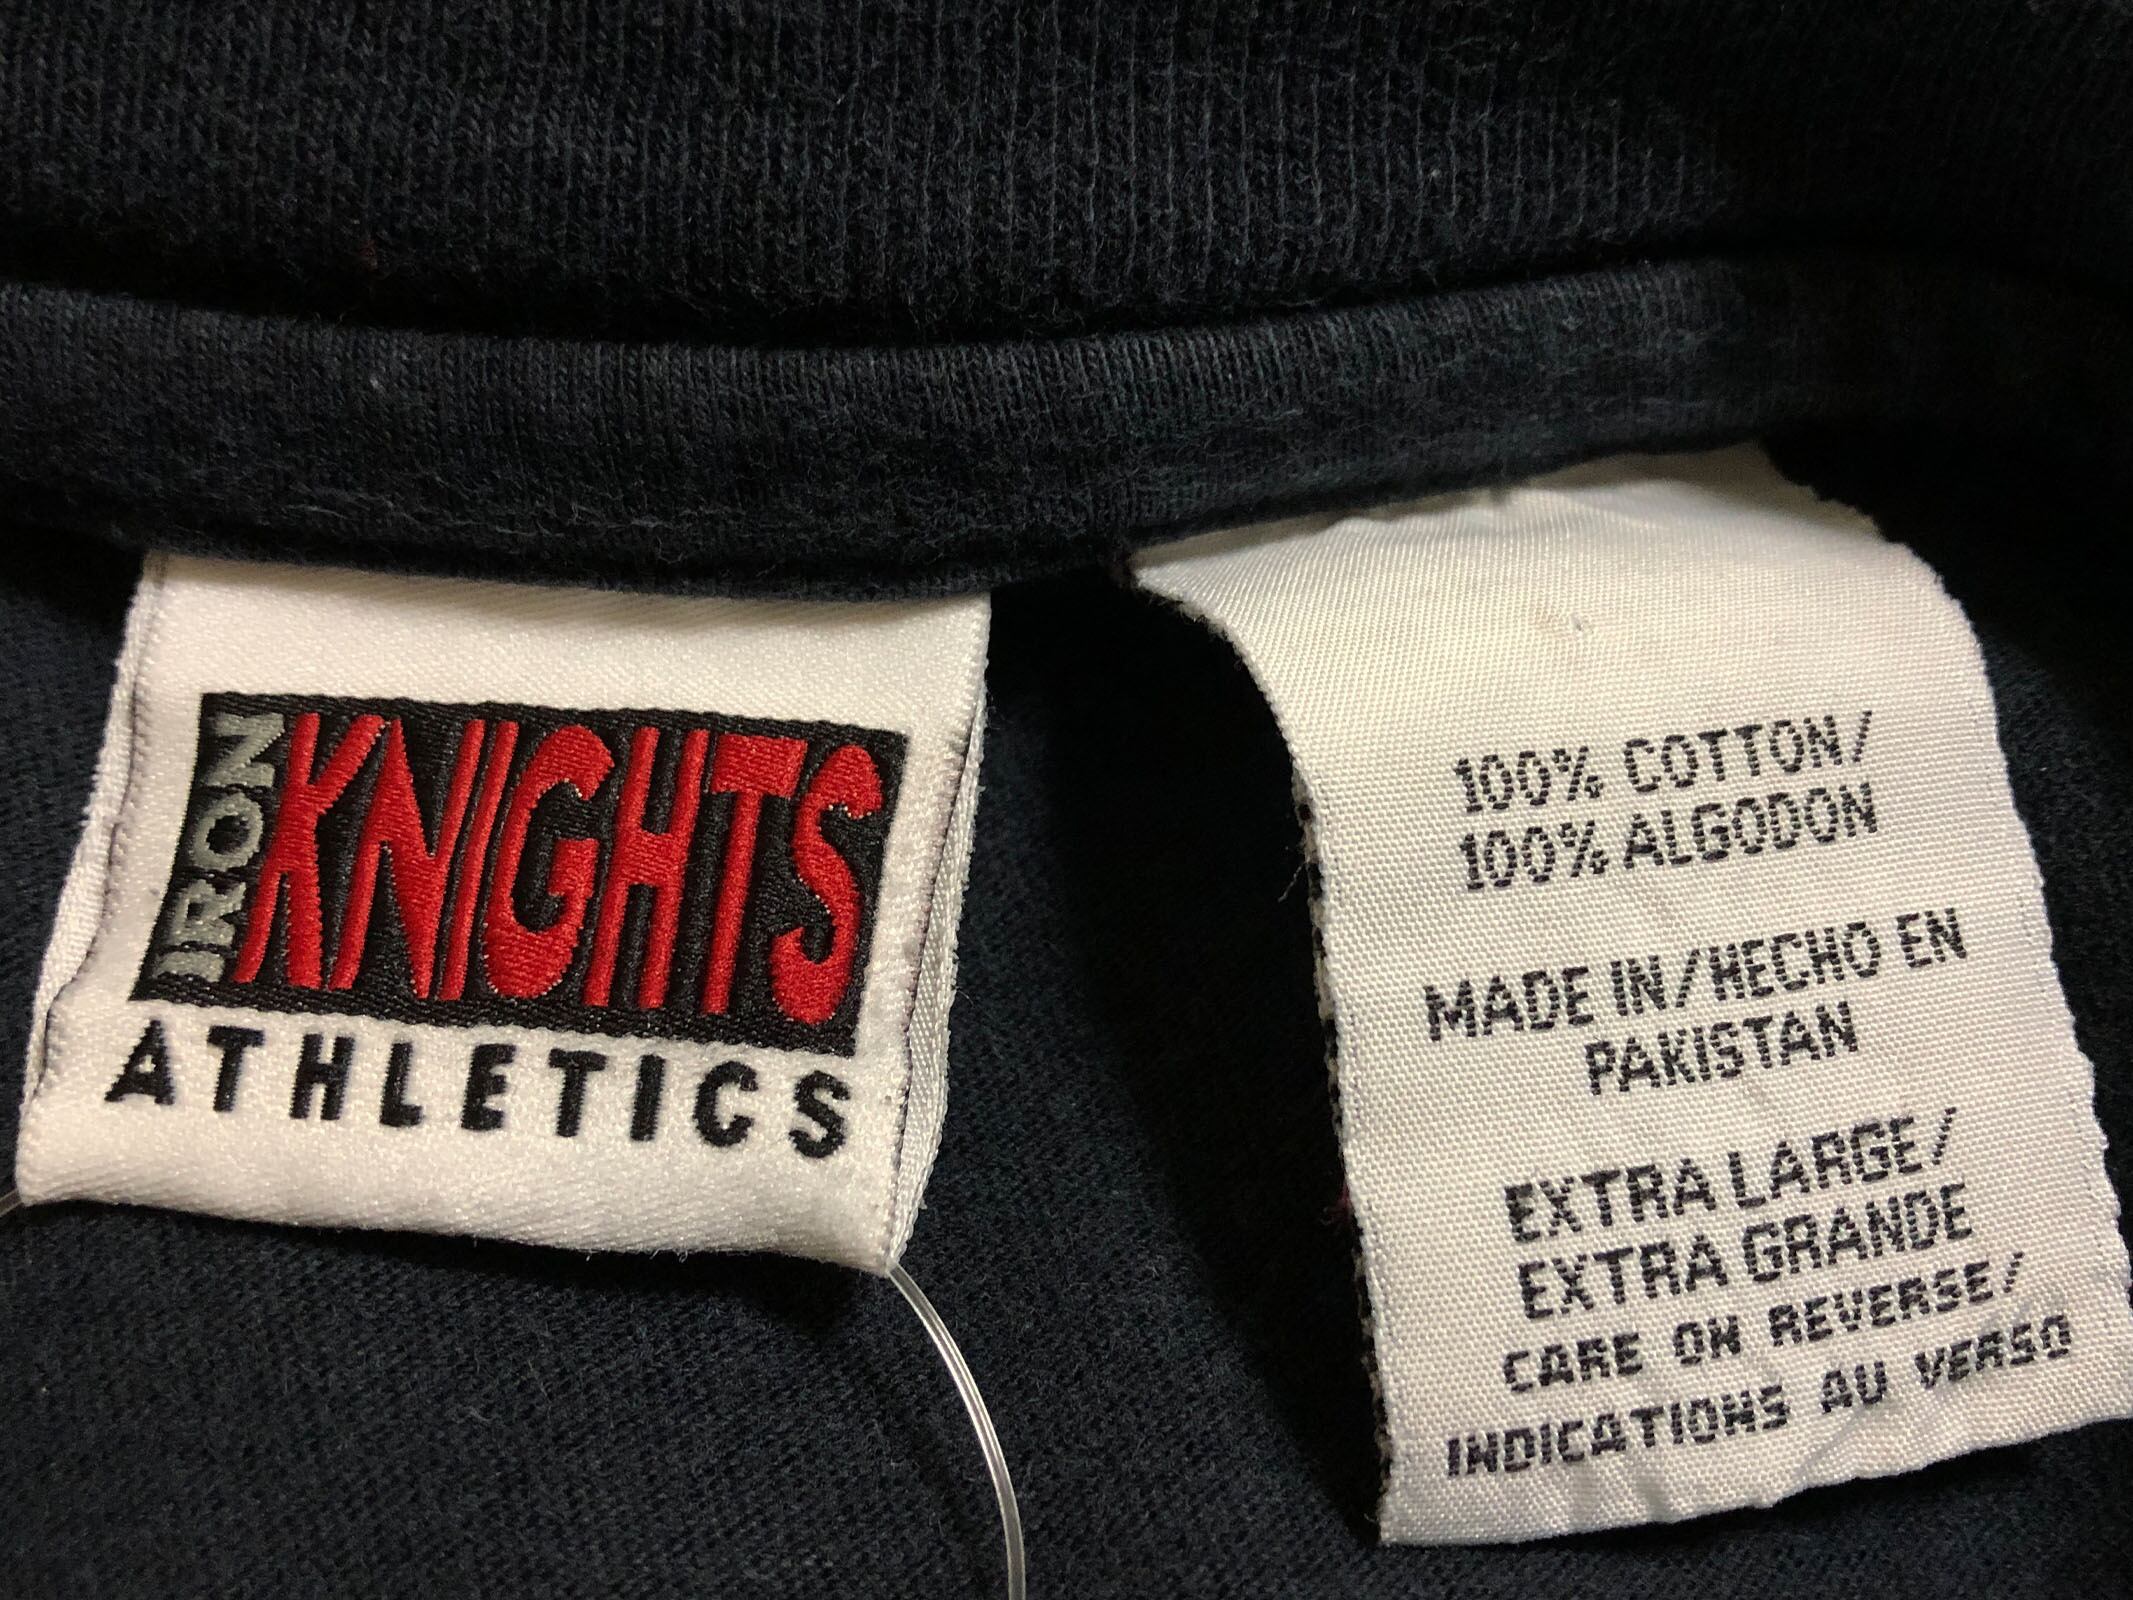 IRON
KNIGHTS
ATHLETICS
100% COTTON/
100% ALGODON
MADE IN/HECHO EN
PAKISTAN
EXTRA LARGE/
EXTRA GRANDE
CARE ON REVERSE/
INDICATIONS AU VERSO